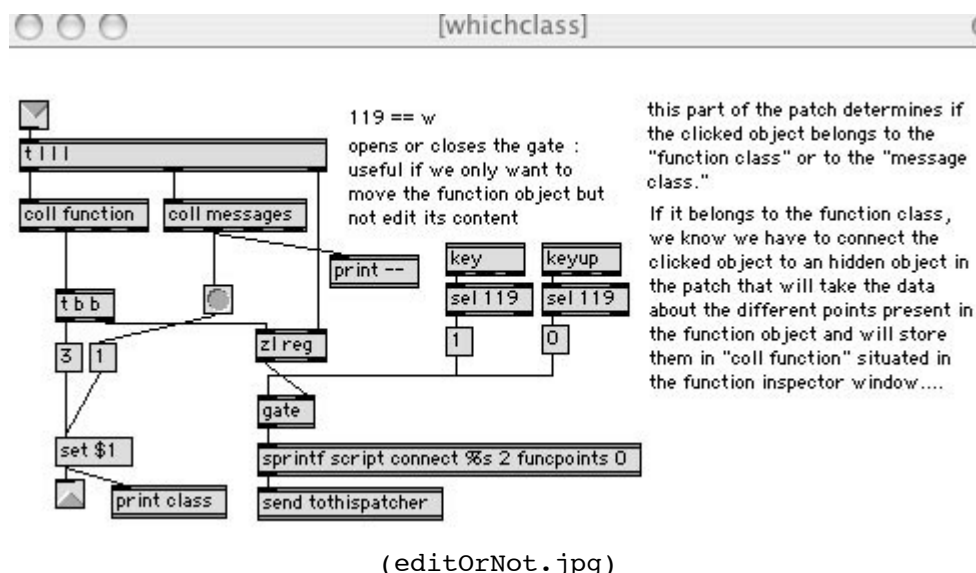 [whichclass]
119 == w
opens or closes the gate :
useful if we only want to
move the function object but
not edit its content
this part of the patch determines if
the clicked object belongs to the
"function class" or to the "message
class."
If it belongs to the function class,
we know we have to connect the
clicked object to an hidden object in
the patch that will take the data
about the different points present in
the function object and will store
them in "coll function" situated in
the function inspector window....
t l l l
coll function
coll messages
print --
key
keyup
sel 119
sel 119
t b b
3
1
zl reg
1
0
gate
set $1
sprintf script connect %s 2 funcpoints 0
print class
send tothispatcher
(editOrNot.jpg)